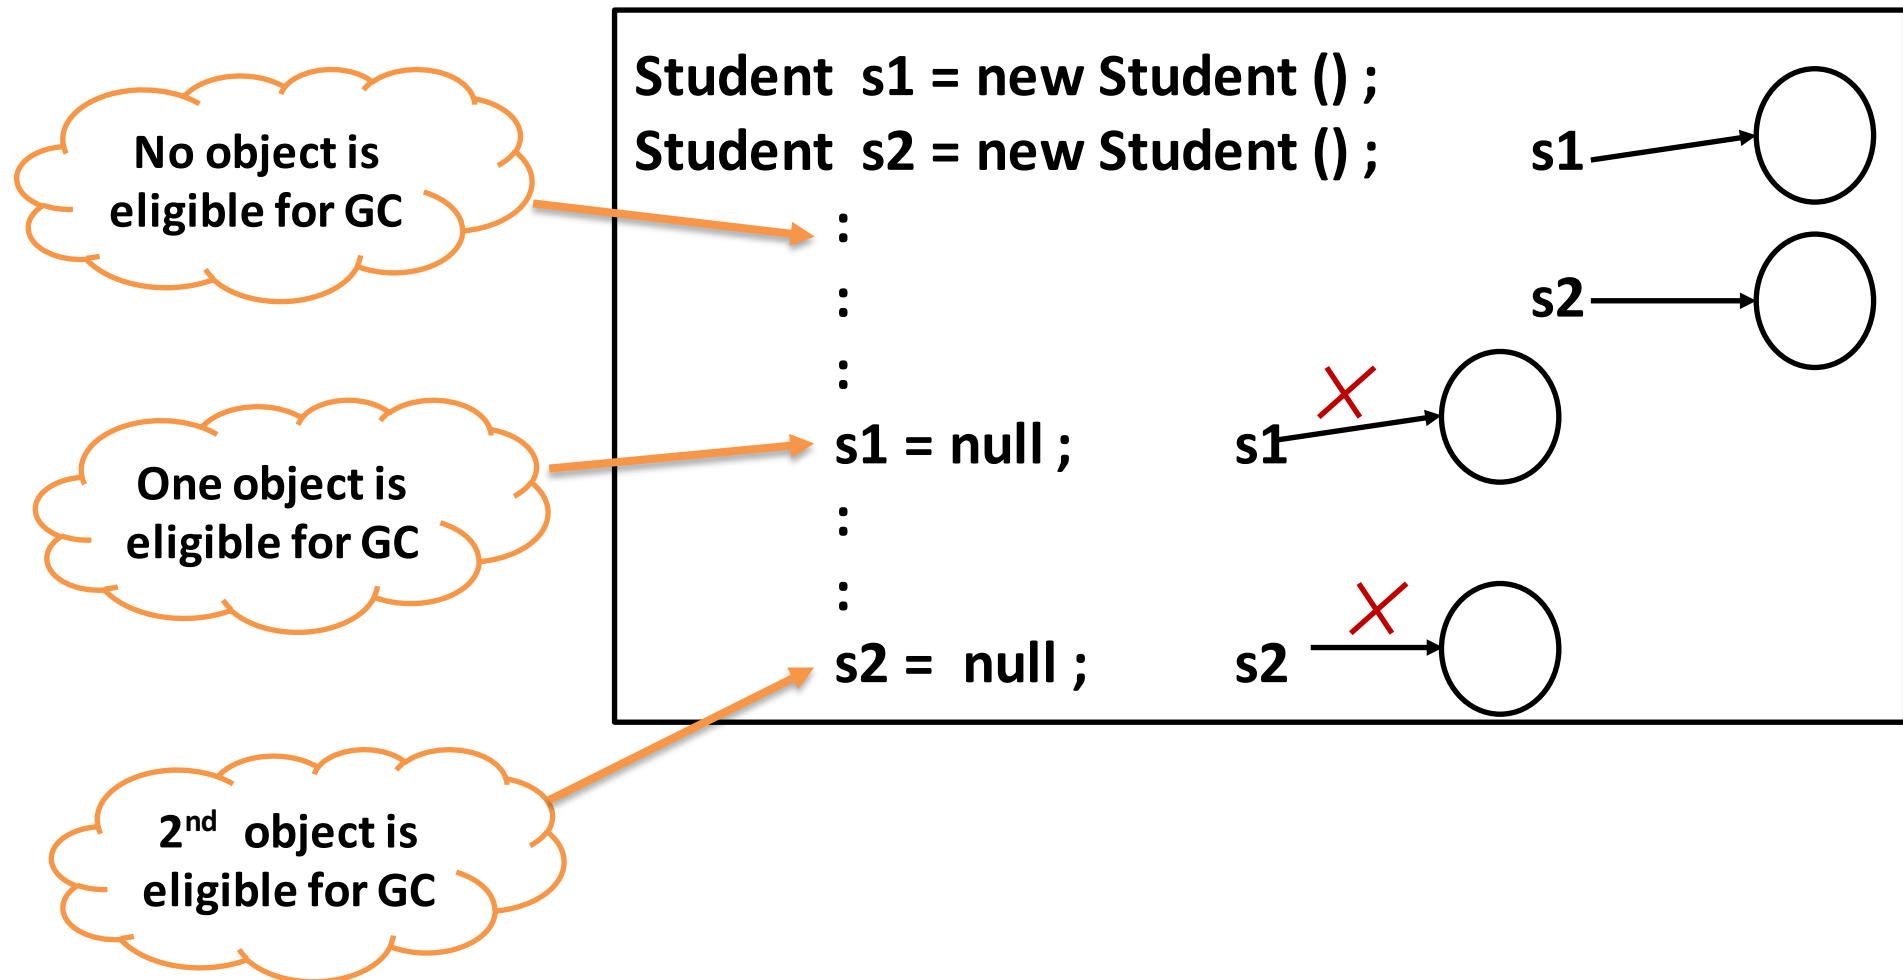 No object is
eligible for GC
Student s1 = new Student () ;
Student s2 = new Student () ;
:
:
:
s1
s2
One object is
eligible for GC
s1 = null ;
s1
:
:
2nd object is
eligible for GC
s2 = null ;
s2